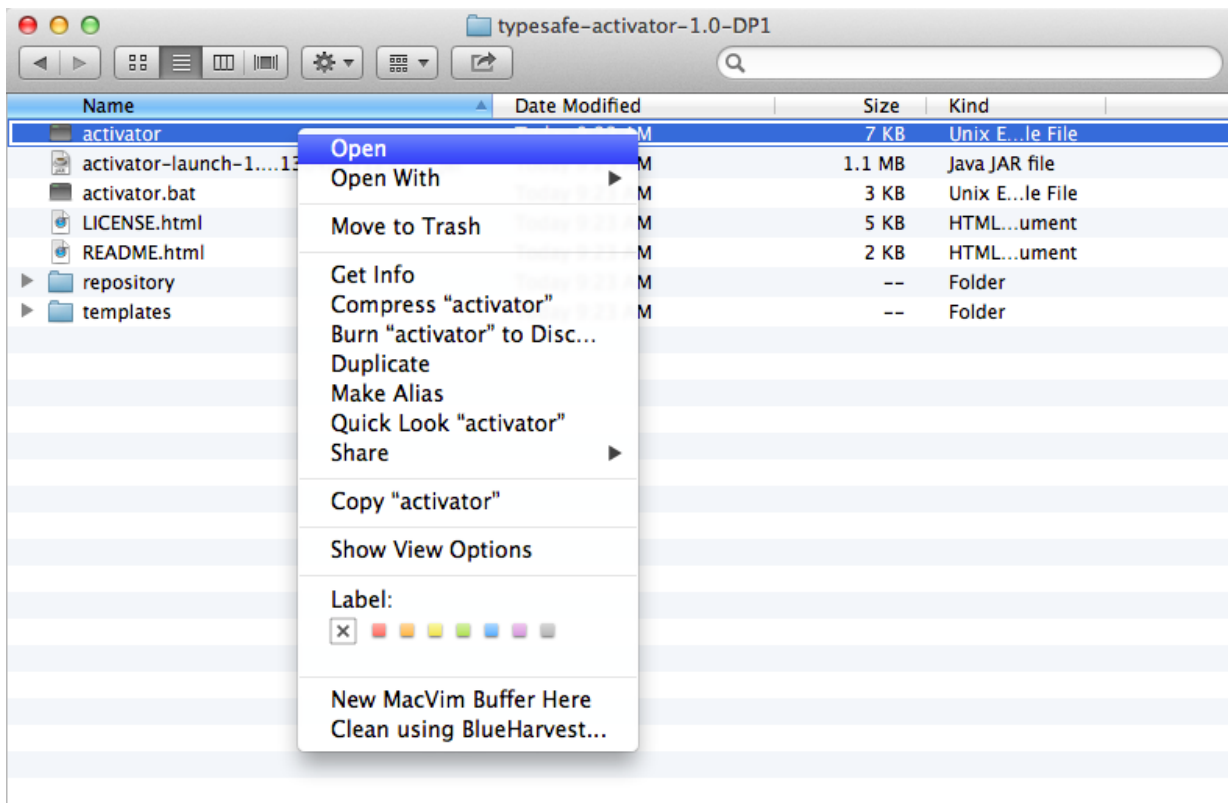 typesafe-activator-1.0-DP1
Name Date Modified Size Kind
activator M 7 KB Unix E...le File
activator-launch-1....13 M 1.1 MB Java JAR file
activator.bat M 3 KB Unix E...le File
LICENSE.html M 5 KB HTML...ument
README.html M 2 KB HTML...ument
repository M -- Folder
templates M -- Folder
Open
Open With
Move to Trash
Get Info
Compress “activator”
Burn “activator” to Disc...
Duplicate
Make Alias
Quick Look “activator”
Share
Copy “activator”
Show View Options
Label:
New MacVim Buffer Here
Clean using BlueHarvest...